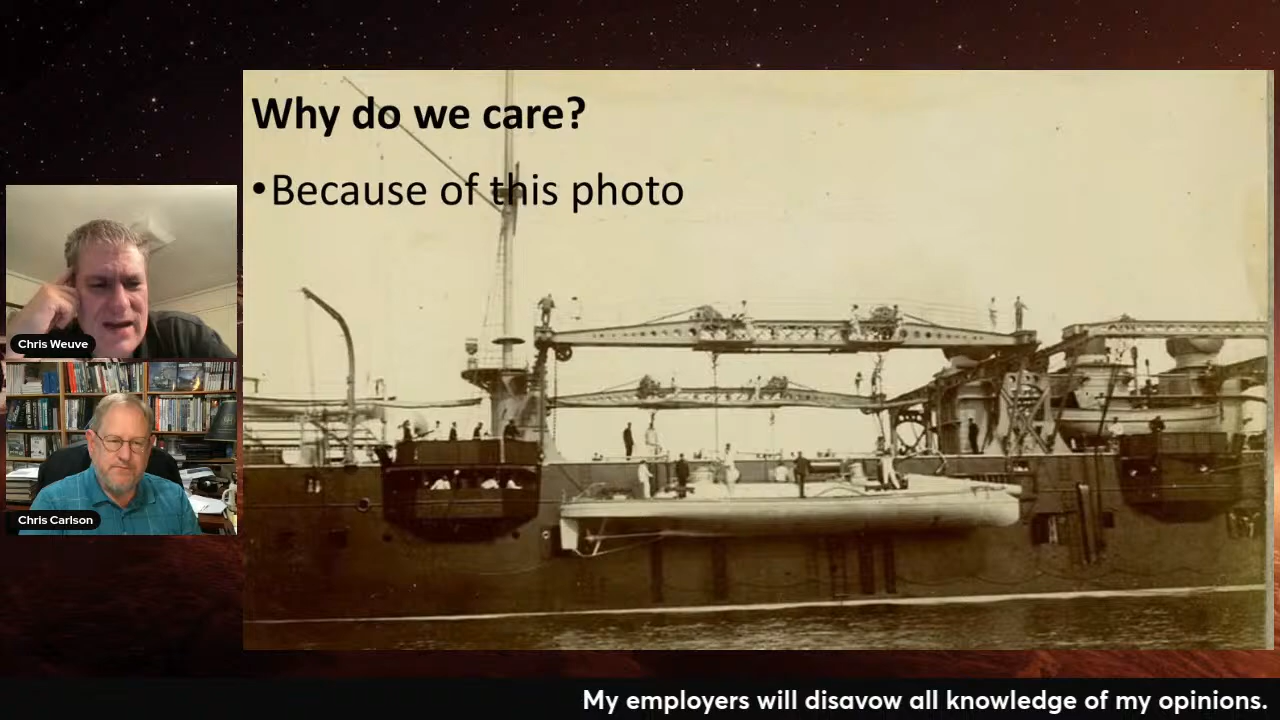 Why do we care?
•Because of this photo
Chris Weuve
Chris Carlson
My employers will disavow all knowledge of my opinions.